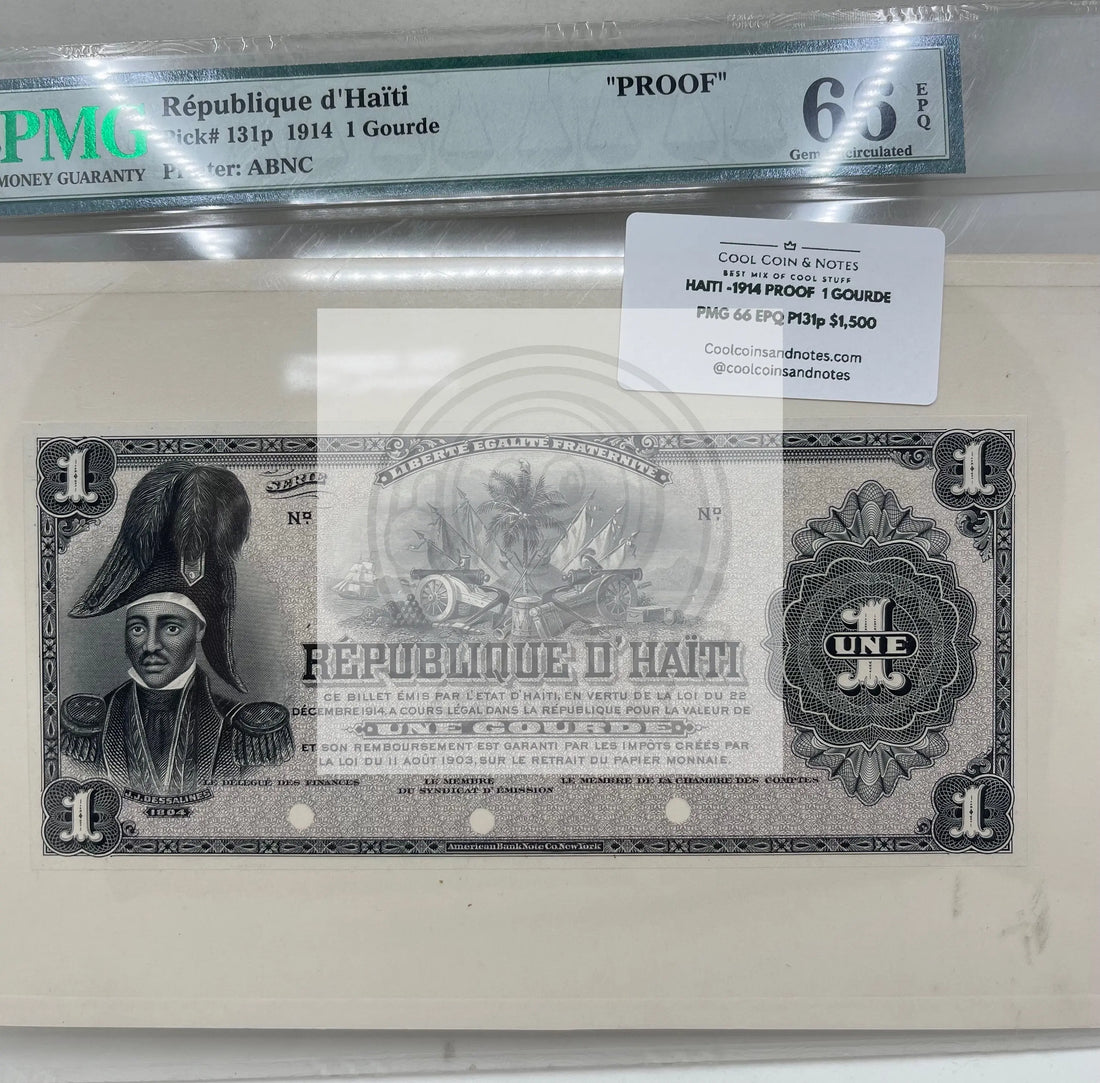 PMG
MONEY GUARANTY
République d'Haïti
Pick# 131p 1914 1 Gourde
Printer: ABNC
"PROOF"
66
EPQ
Gem Uncirculated
COOL COIN & NOTES
BEST MIX OF COOL STUFF
HAITI -1914 PROOF 1 GOURDE
PMG 66 EPQ P131p $1,500
Coolcoinsandnotes.com
@coolcoinsandnotes
1
LIBERTÉ EGALITÉ FRATERNITÉ
1
SERIE
Nº
Nº
1
UNE
RÉPUBLIQUE D'HAÏTI
CE BILLET ÉMIS PAR L'ETAT D'HAITI, EN VERTU DE LA LOI DU 22
DÉCEMBRE 1914, A COURS LÉGAL DANS LA RÉPUBLIQUE POUR LA VALEUR DE
UNE GOURDE
ET SON REMBOURSEMENT EST GARANTI PAR LES IMPÔTS CRÉÉS PAR
LA LOI DU 11 AOÛT 1903, SUR LE RETRAIT DU PAPIER MONNAIE.
LE DÉLÉGUÉ DES FINANCES
LE MEMBRE
DU SYNDICAT D'ÉMISSION
LE MEMBRE DE LA CHAMBRE DES COMPTES
J.J. DESSALINES
1804
1
1
American Bank Note Co. New York